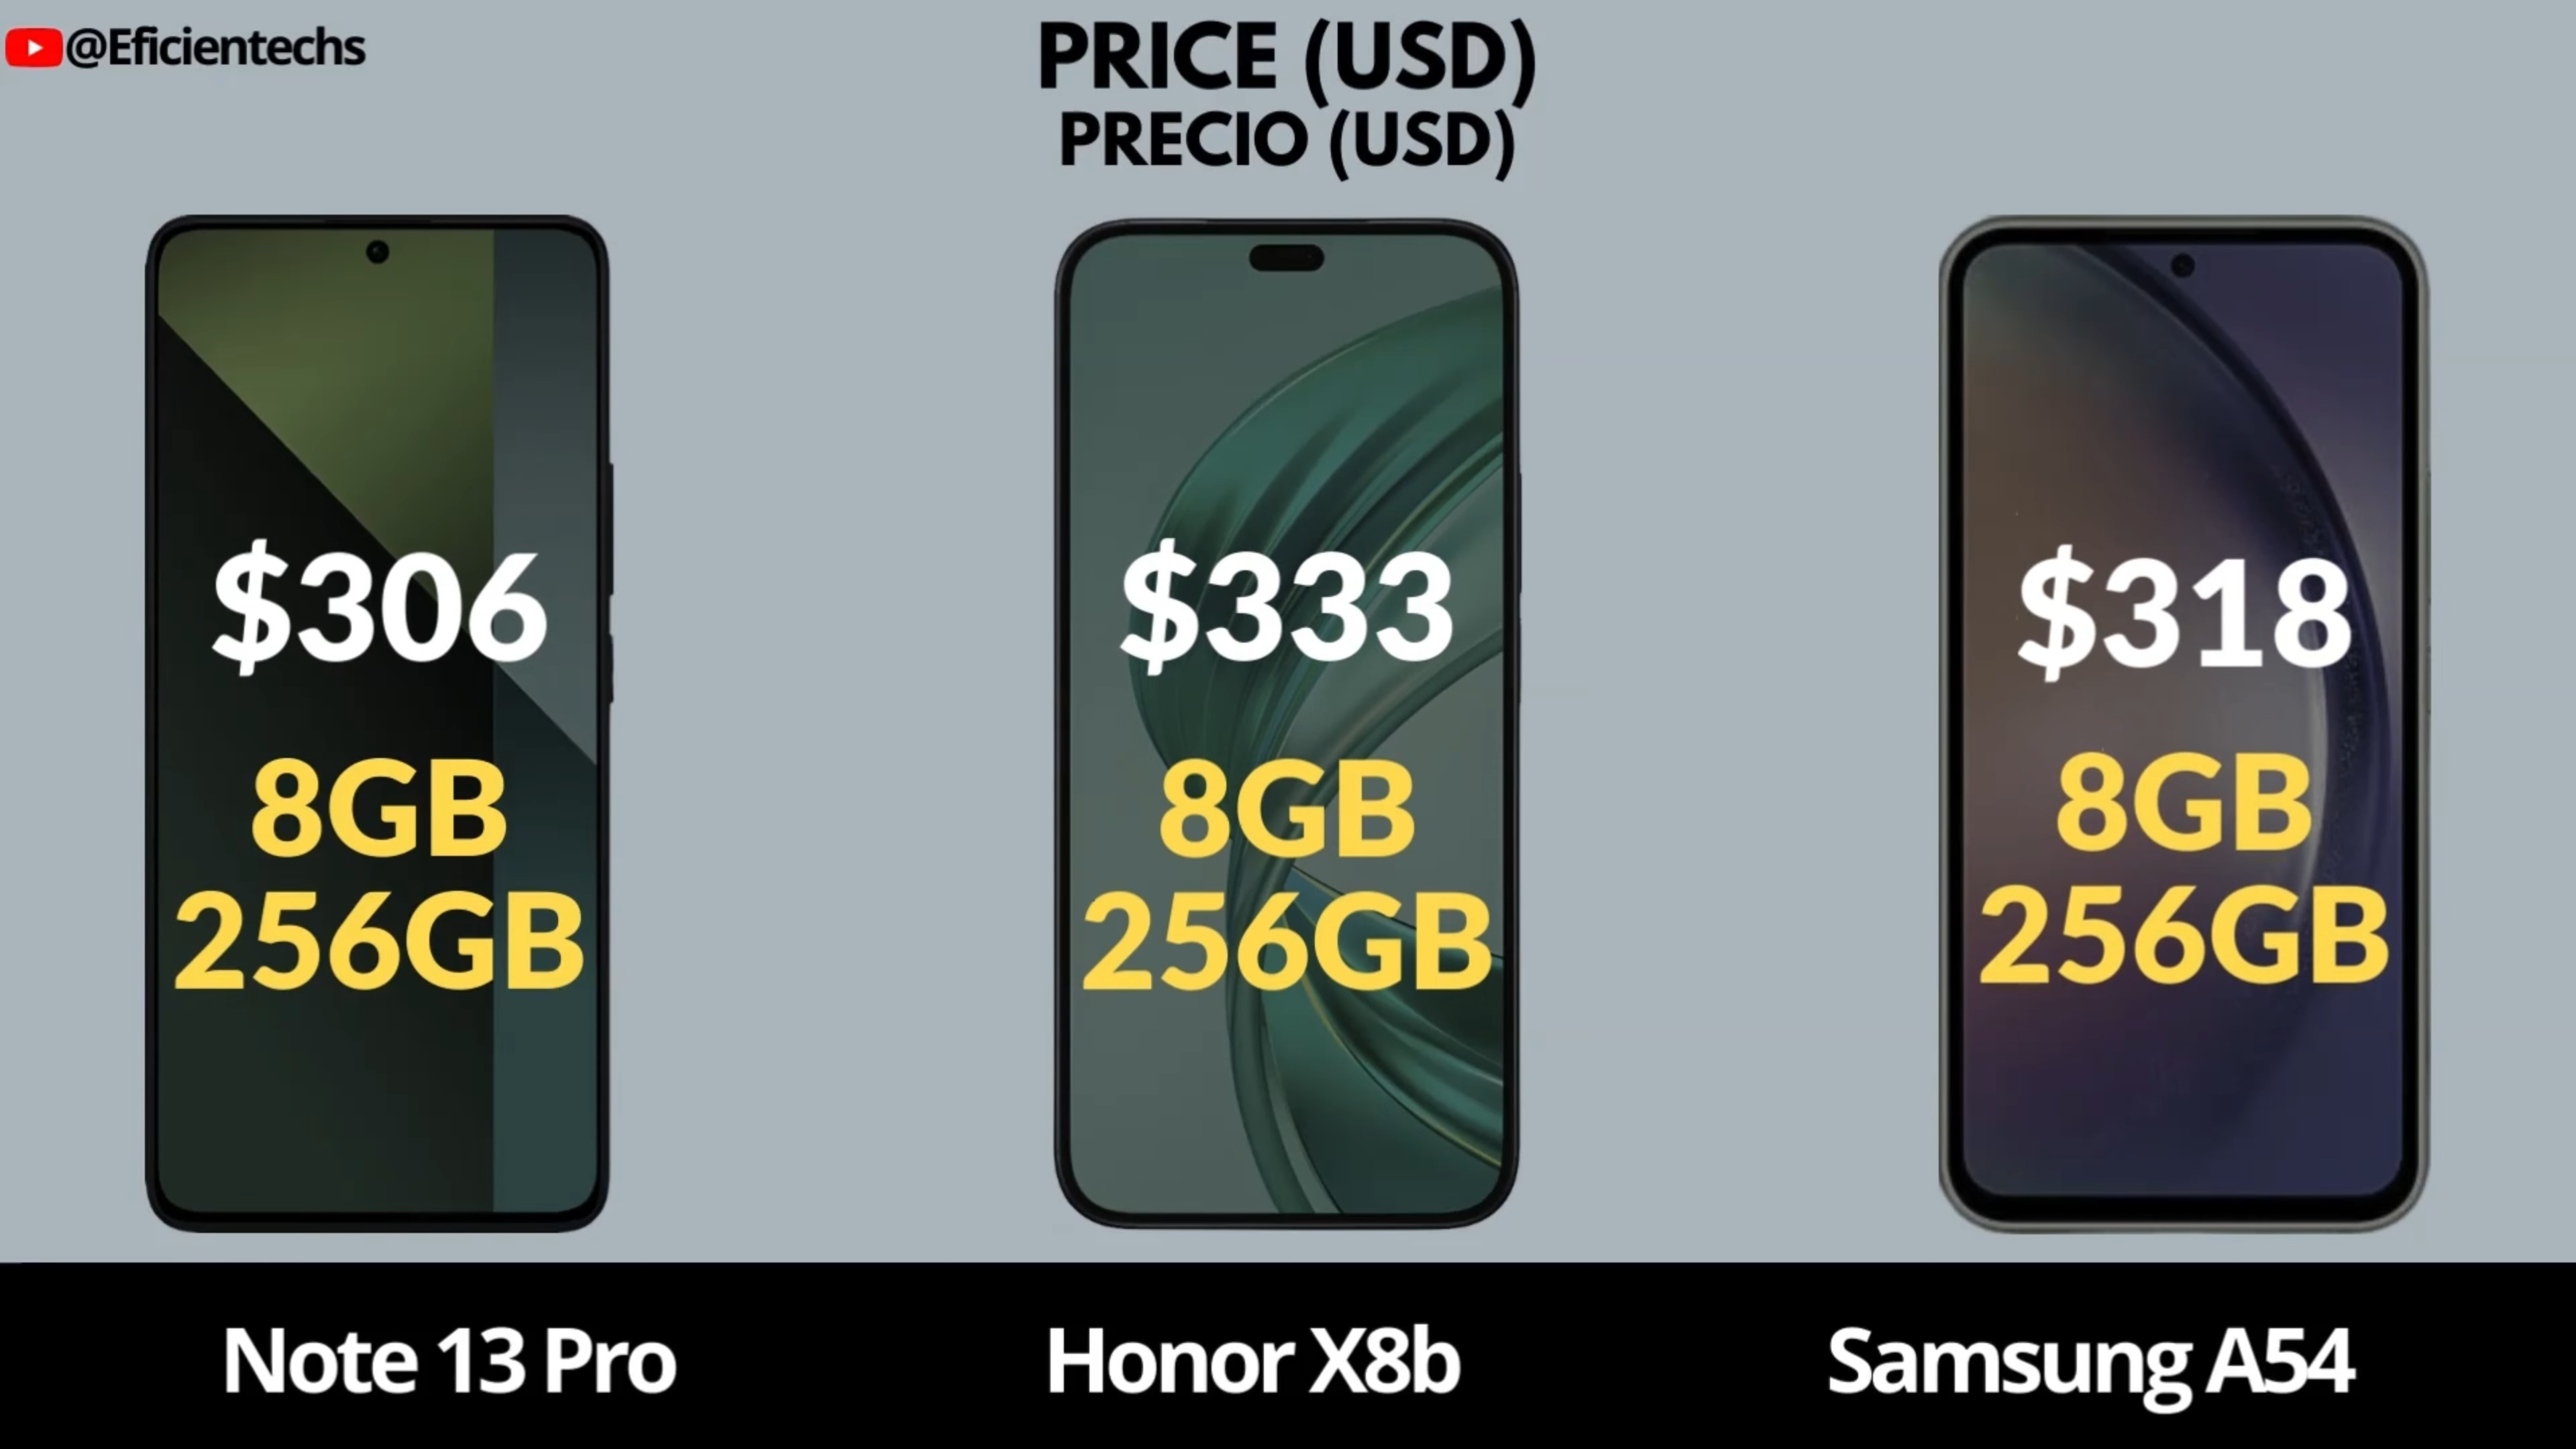 @Eficientechs
PRICE (USD)
PRECIO (USD)
$306
8GB
256GB
$333
8GB
256GB
$318
8GB
256GB
Note 13 Pro
Honor X8b
Samsung A54